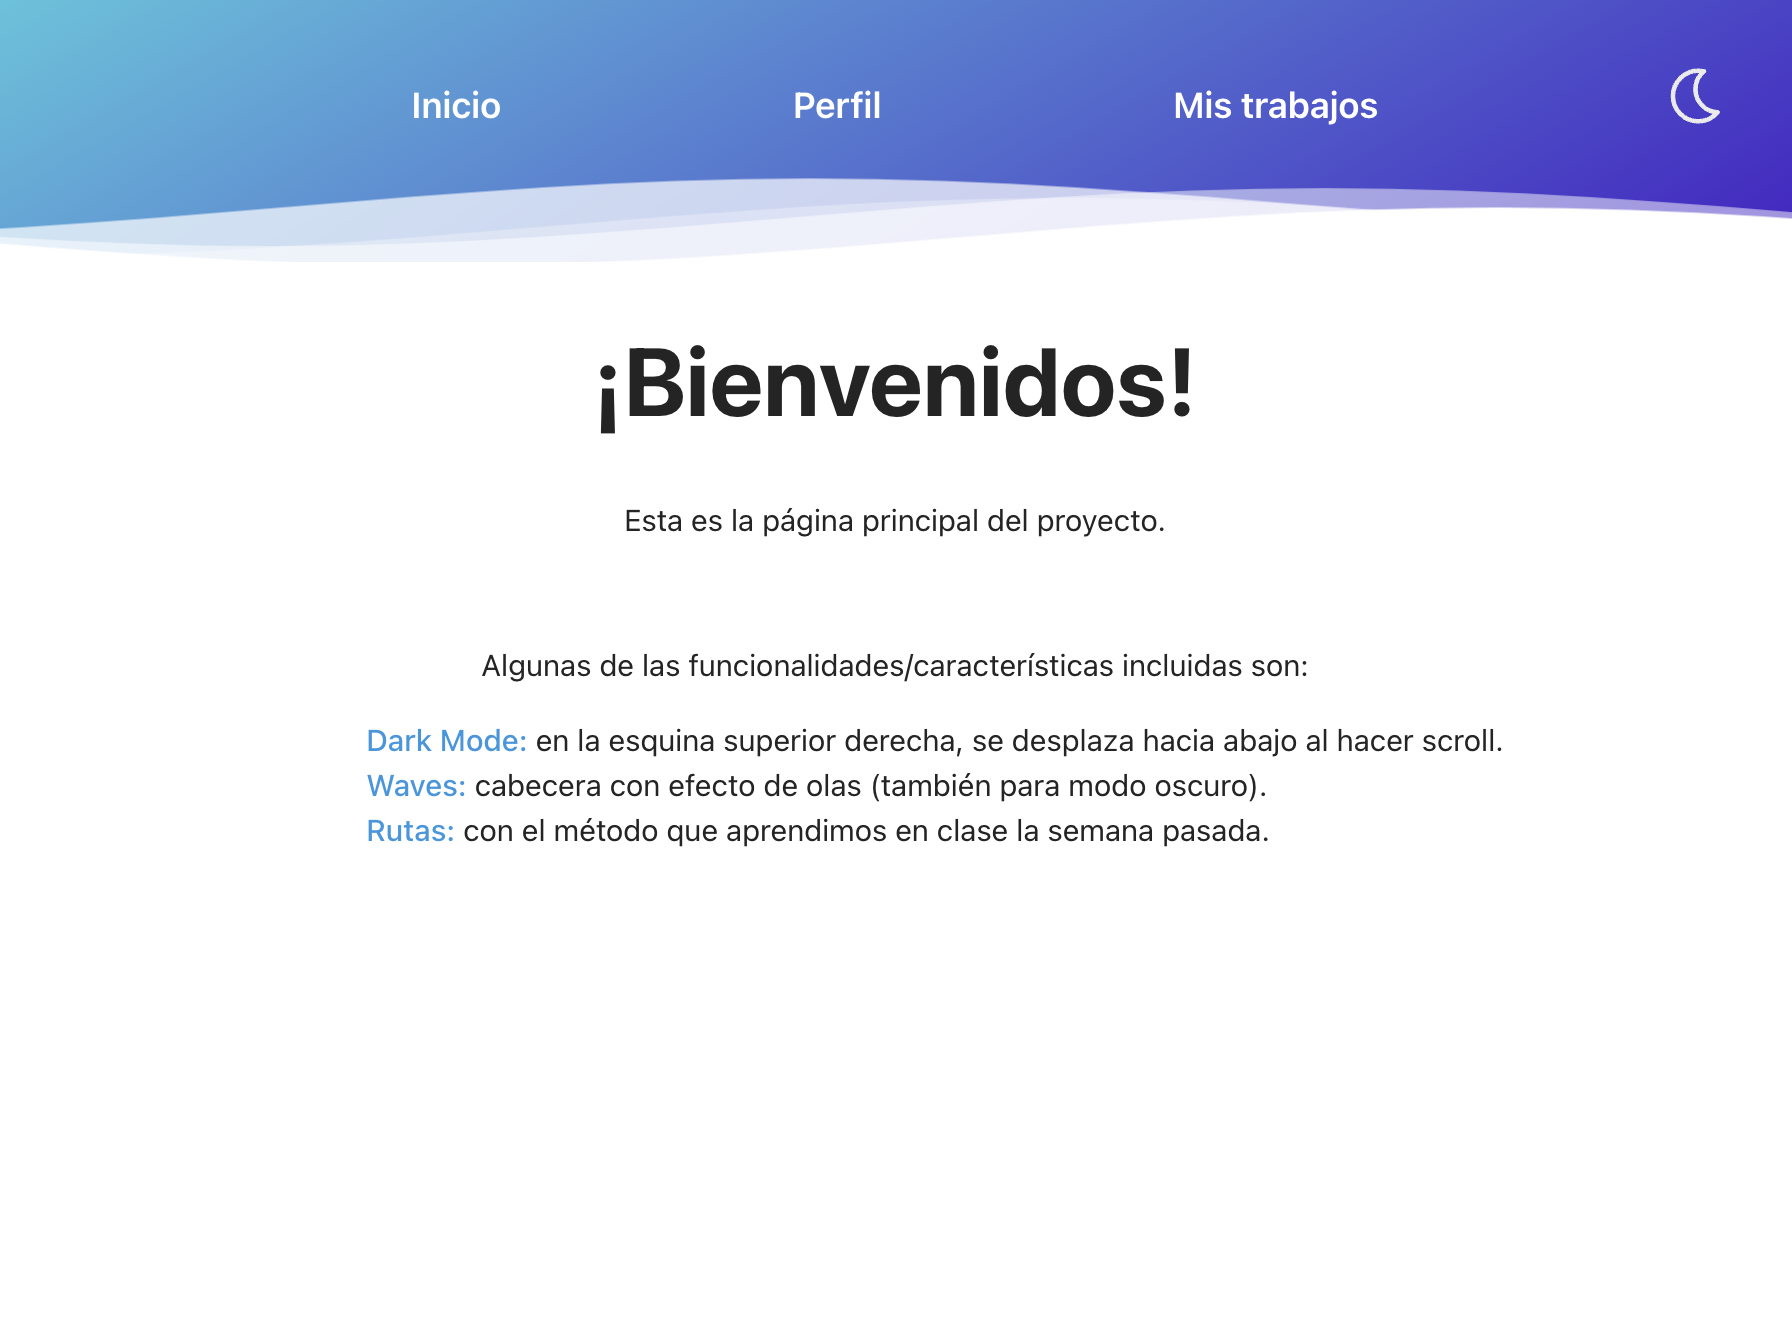 Inicio Perfil Mis trabajos
¡Bienvenidos!
Esta es la página principal del proyecto.
Algunas de las funcionalidades/características incluidas son:
Dark Mode: en la esquina superior derecha, se desplaza hacia abajo al hacer scroll.
Waves: cabecera con efecto de olas (también para modo oscuro).
Rutas: con el método que aprendimos en clase la semana pasada.